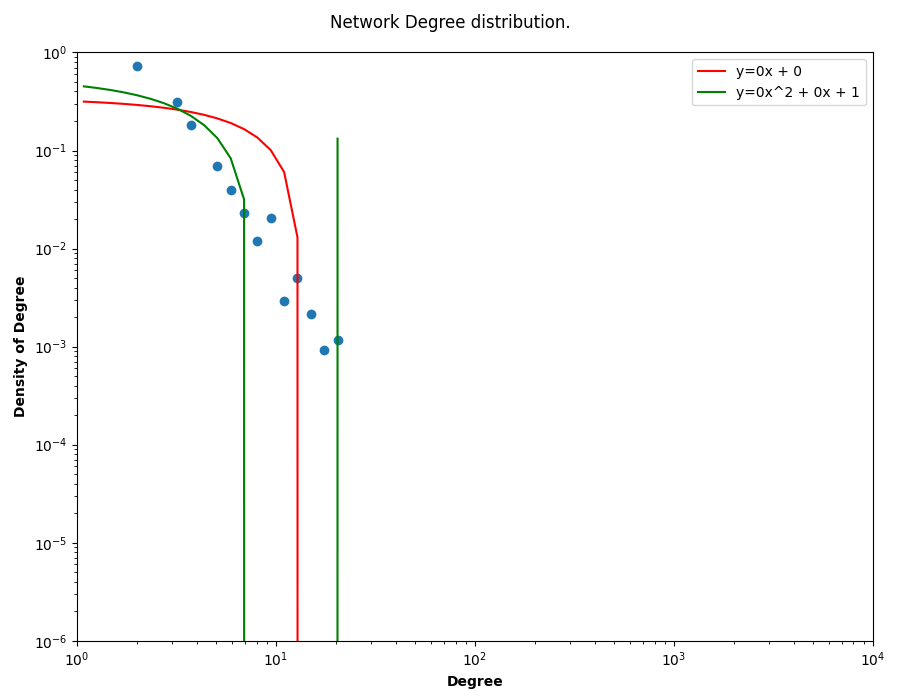 Network Degree distribution.
y=0x + 0
y=0x^2 + 0x + 1
Density of Degree
10^0
10^-1
10^-2
10^-3
10^-4
10^-5
10^-6
10^0 10^1 10^2 10^3 10^4
Degree